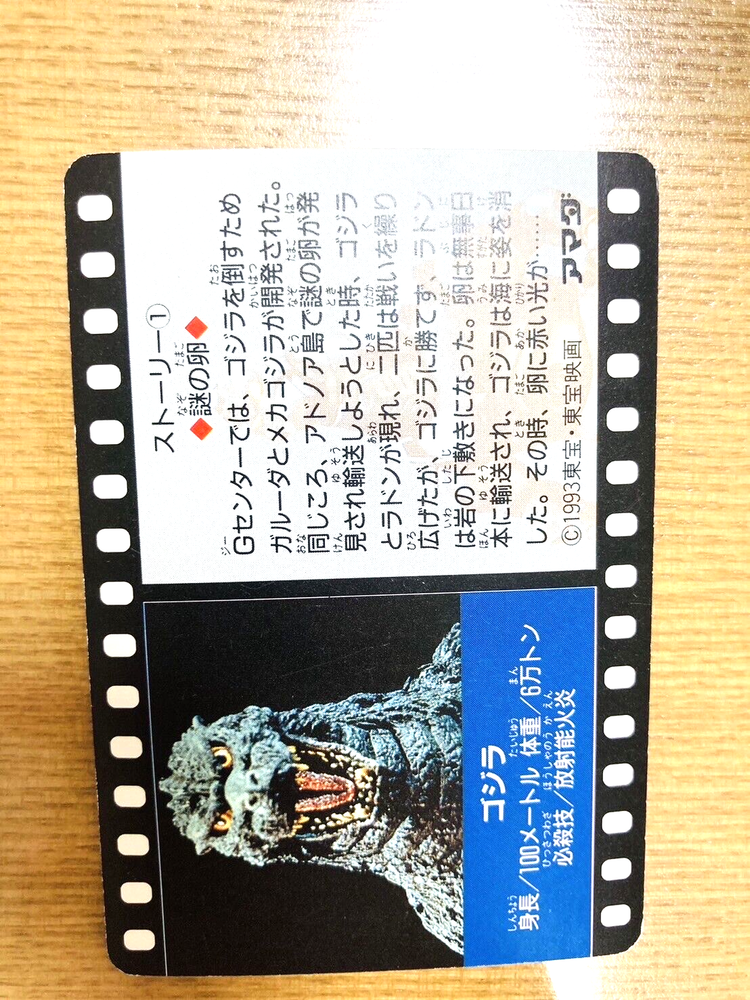 ストーリー①
◆謎の卵◆
Gセンターでは、ゴジラを倒すため
ガルーダとメカゴジラが開発された。
同じころ、アドノア島で謎の卵が発
見され輸送しようとした時、ゴジラ
とラドンが現れ、二匹は戦いを繰り
広げたが、ゴジラに勝てず、ラドン
は岩の下敷きになった。卵は無事日
本に輸送され、ゴジラは海に姿を消
した。その時、卵に赤い光が……
©1993東宝・東宝映画
アマダ
ゴジラ
身長/100メートル 体重/6万トン
必殺技/放射能火炎